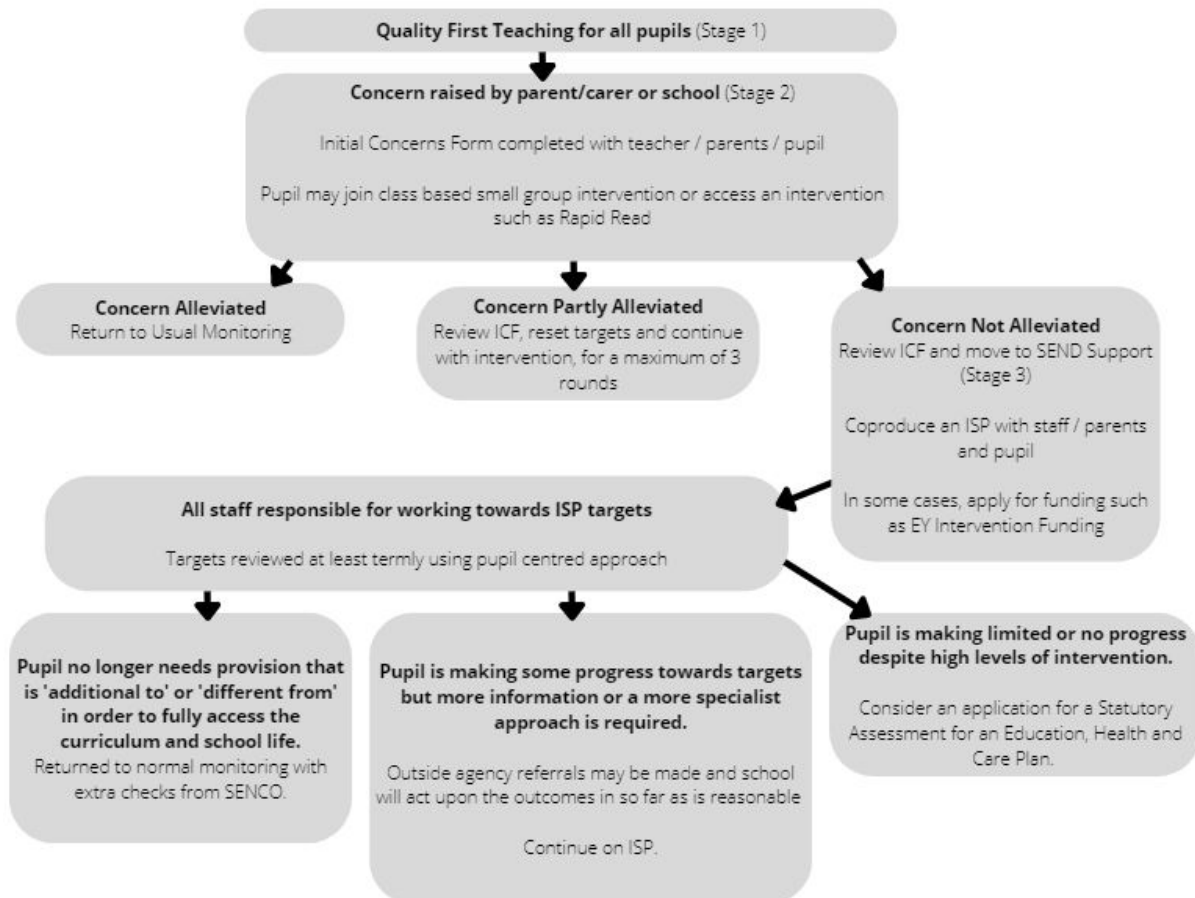 Quality First Teaching for all pupils (Stage 1)
Concern raised by parent/carer or school (Stage 2)
Initial Concerns Form completed with teacher / parents / pupil
Pupil may join class based small group intervention or access an intervention
such as Rapid Read
Concern Alleviated
Return to Usual Monitoring
Concern Partly Alleviated
Review ICF, reset targets and continue
with intervention, for a maximum of 3
rounds
Concern Not Alleviated
Review ICF and move to SEND Support
(Stage 3)
Coproduce an ISP with staff / parents
and pupil
In some cases, apply for funding such
as EY Intervention Funding
All staff responsible for working towards ISP targets
Targets reviewed at least termly using pupil centred approach
Pupil no longer needs provision that
is 'additional to' or 'different from'
in order to fully access the
curriculum and school life.
Returned to normal monitoring with
extra checks from SENCO.
Pupil is making some progress towards targets
but more information or a more specialist
approach is required.
Outside agency referrals may be made and school
will act upon the outcomes in so far as is reasonable
Continue on ISP.
Pupil is making limited or no progress
despite high levels of intervention.
Consider an application for a Statutory
Assessment for an Education, Health and
Care Plan.